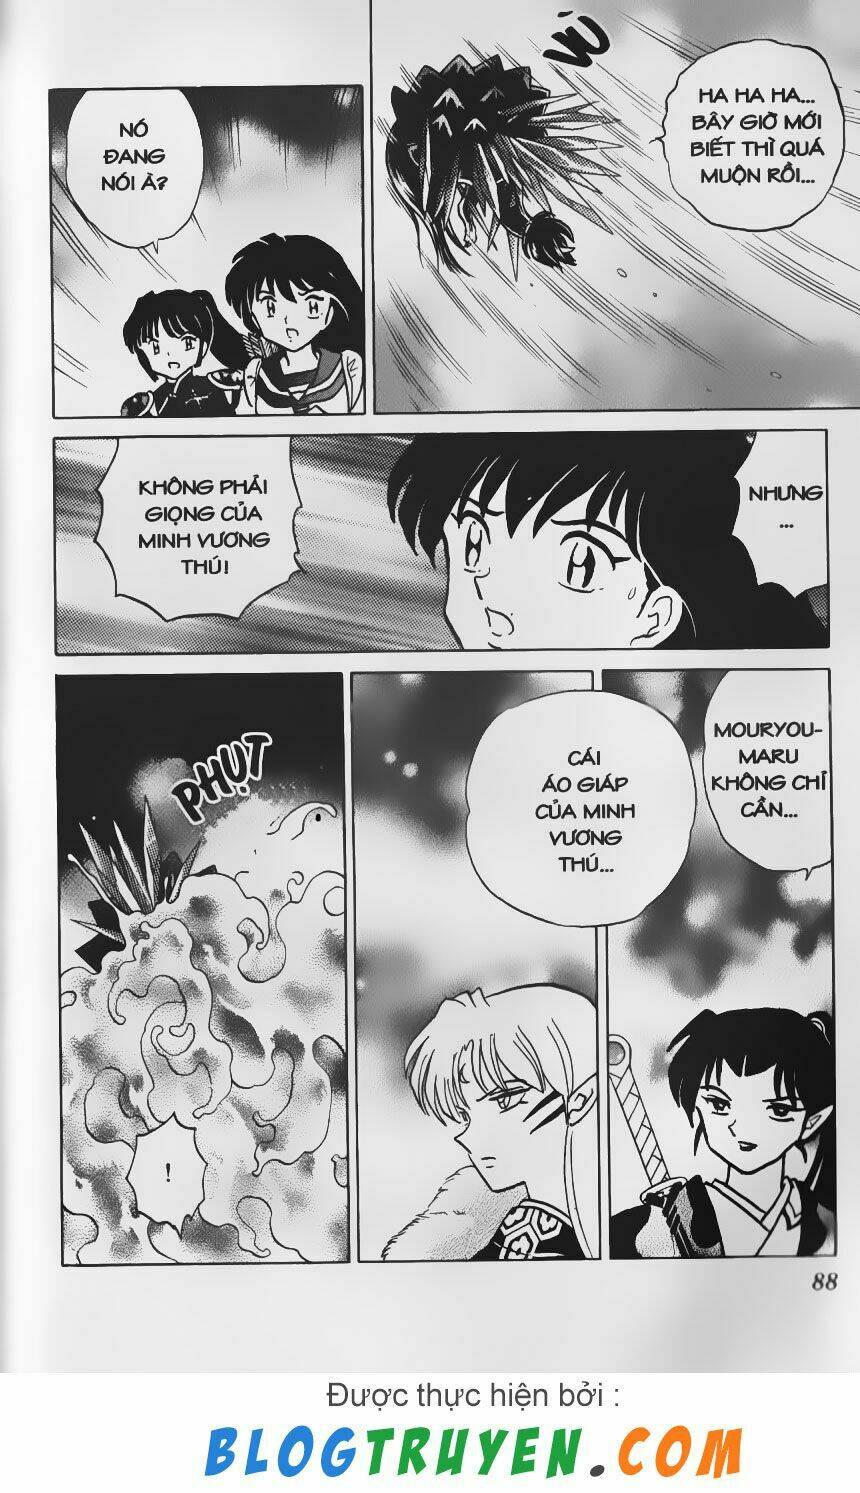 VÙ
HA HA HA...
BÂY GIỜ MỚI
BIẾT THÌ QUÁ
MUỘN RỒI...
NÓ
ĐANG
NÓI À?
NHƯNG
...
KHÔNG PHẢI
GIỌNG CỦA
MINH VƯƠNG
THÚ!
MOURYOU-
MARU
KHÔNG CHỈ
CẦN...
CÁI
ÁO GIÁP
CỦA MINH
VƯƠNG
THÚ...
PHỤT
!
88
Được thực hiện bởi :
BLOGTRUYEN.COM